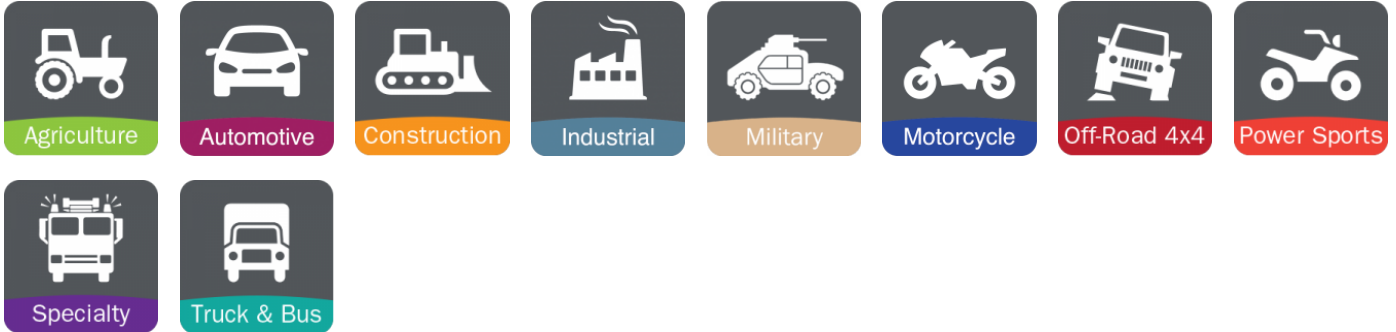 Agriculture
Automotive
Construction
Industrial
Military
Motorcycle
Off-Road 4x4
Power Sports
Specialty
Truck & Bus